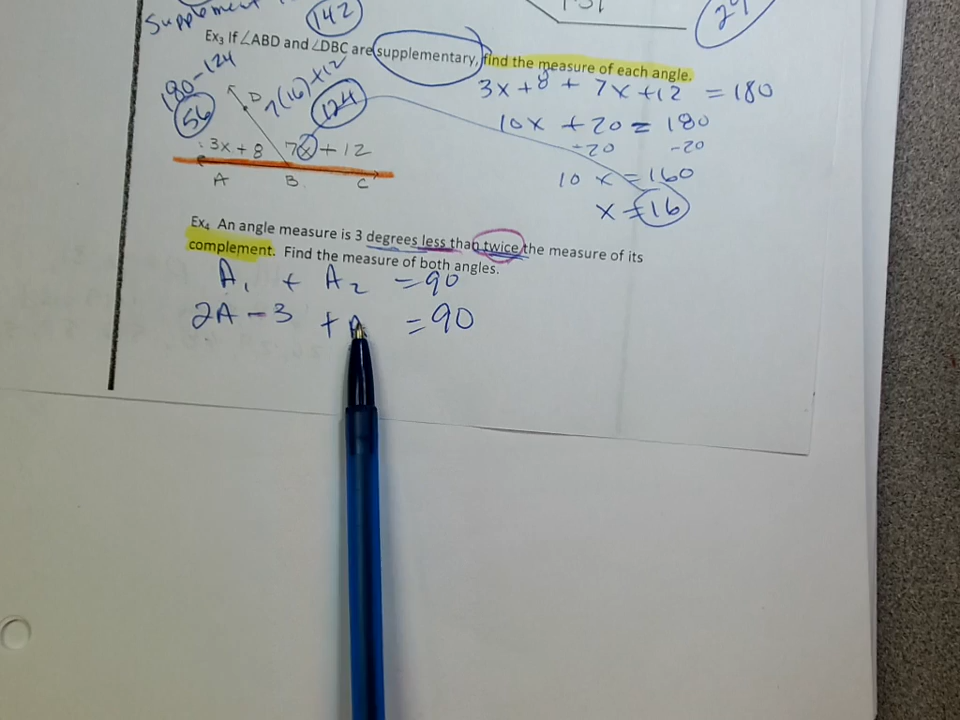 Supplement
142
Ex3 If ∠ABD and ∠DBC are supplementary, find the measure of each angle.
180-124
56
D
7(16)+12
124
3x+8 7x+12
A B C
3x+8 + 7x+12 = 180
10x + 20 = 180
-20 -20
10x = 160
x = 16
Ex4 An angle measure is 3 degrees less than twice the measure of its
complement. Find the measure of both angles.
A1 + A2 = 90
2A - 3 + A = 90